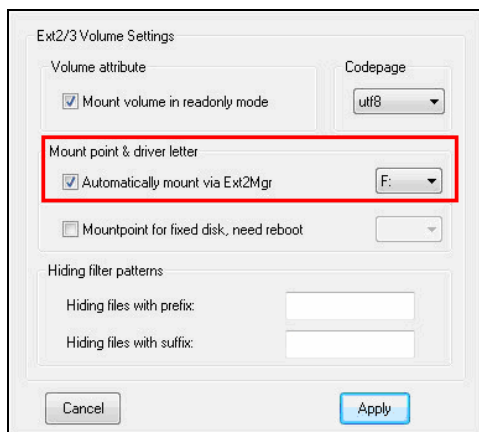 Ext2/3 Volume Settings
Volume attribute
Codepage
Mount volume in readonly mode
utf8
Mount point & driver letter
Automatically mount via Ext2Mgr
F:
Mountpoint for fixed disk, need reboot
Hiding filter patterns
Hiding files with prefix:
Hiding files with suffix:
Cancel
Apply